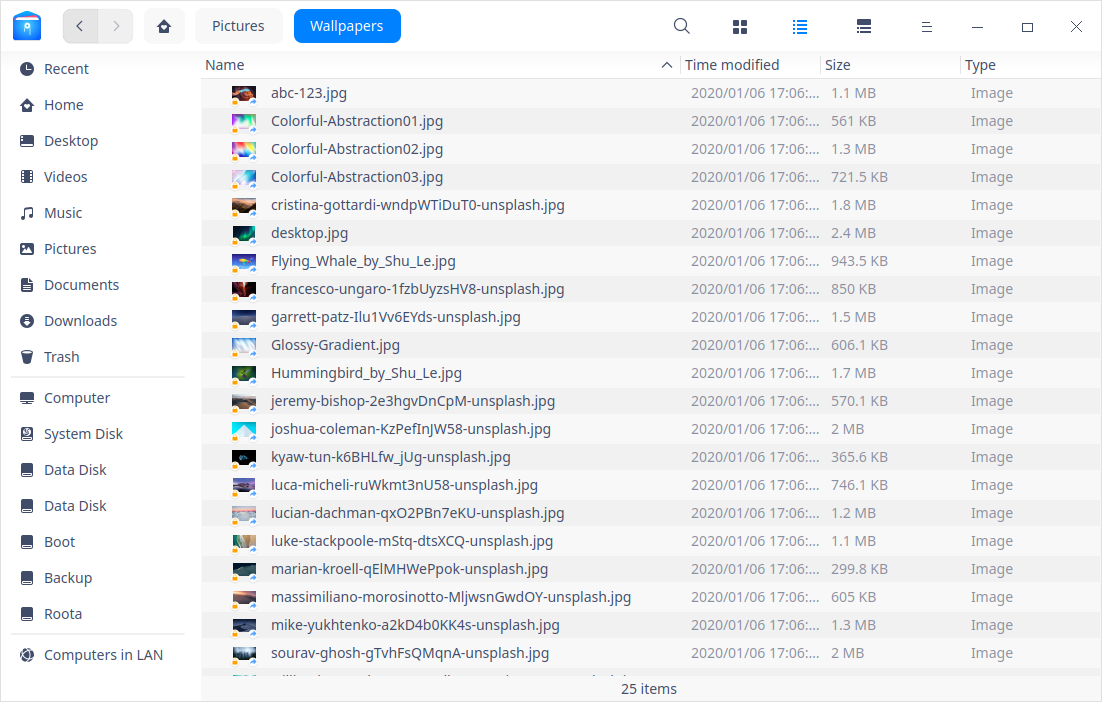 Pictures
Wallpapers
Recent
Home
Desktop
Videos
Music
Pictures
Documents
Downloads
Trash
Computer
System Disk
Data Disk
Data Disk
Boot
Backup
Roota
Computers in LAN
Name Time modified Size Type
abc-123.jpg 2020/01/06 17:06:... 1.1 MB Image
Colorful-Abstraction01.jpg 2020/01/06 17:06:... 561 KB Image
Colorful-Abstraction02.jpg 2020/01/06 17:06:... 1.3 MB Image
Colorful-Abstraction03.jpg 2020/01/06 17:06:... 721.5 KB Image
cristina-gottardi-wndpWTiDuT0-unsplash.jpg 2020/01/06 17:06:... 1.8 MB Image
desktop.jpg 2020/01/06 17:06:... 2.4 MB Image
Flying_Whale_by_Shu_Le.jpg 2020/01/06 17:06:... 943.5 KB Image
francesco-ungaro-1fzbUyzsHV8-unsplash.jpg 2020/01/06 17:06:... 850 KB Image
garrett-patz-Ilu1Vv6EYds-unsplash.jpg 2020/01/06 17:06:... 1.5 MB Image
Glossy-Gradient.jpg 2020/01/06 17:06:... 606.1 KB Image
Hummingbird_by_Shu_Le.jpg 2020/01/06 17:06:... 1.7 MB Image
jeremy-bishop-2e3hgvDnCpM-unsplash.jpg 2020/01/06 17:06:... 570.1 KB Image
joshua-coleman-KzPefInJW58-unsplash.jpg 2020/01/06 17:06:... 2 MB Image
kyaw-tun-k6BHLfw_jUg-unsplash.jpg 2020/01/06 17:06:... 365.6 KB Image
luca-micheli-ruWkmt3nU58-unsplash.jpg 2020/01/06 17:06:... 746.1 KB Image
lucian-dachman-qxO2PBn7eKU-unsplash.jpg 2020/01/06 17:06:... 1.2 MB Image
luke-stackpoole-mStq-dtsXCQ-unsplash.jpg 2020/01/06 17:06:... 1.1 MB Image
marian-kroell-qElMHWePpok-unsplash.jpg 2020/01/06 17:06:... 299.8 KB Image
massimiliano-morosinotto-MljwsnGwdOY-unsplash.jpg 2020/01/06 17:06:... 605 KB Image
mike-yukhtenko-a2kD4b0KK4s-unsplash.jpg 2020/01/06 17:06:... 1.3 MB Image
sourav-ghosh-gTvhFsQMqnA-unsplash.jpg 2020/01/06 17:06:... 2 MB Image
25 items